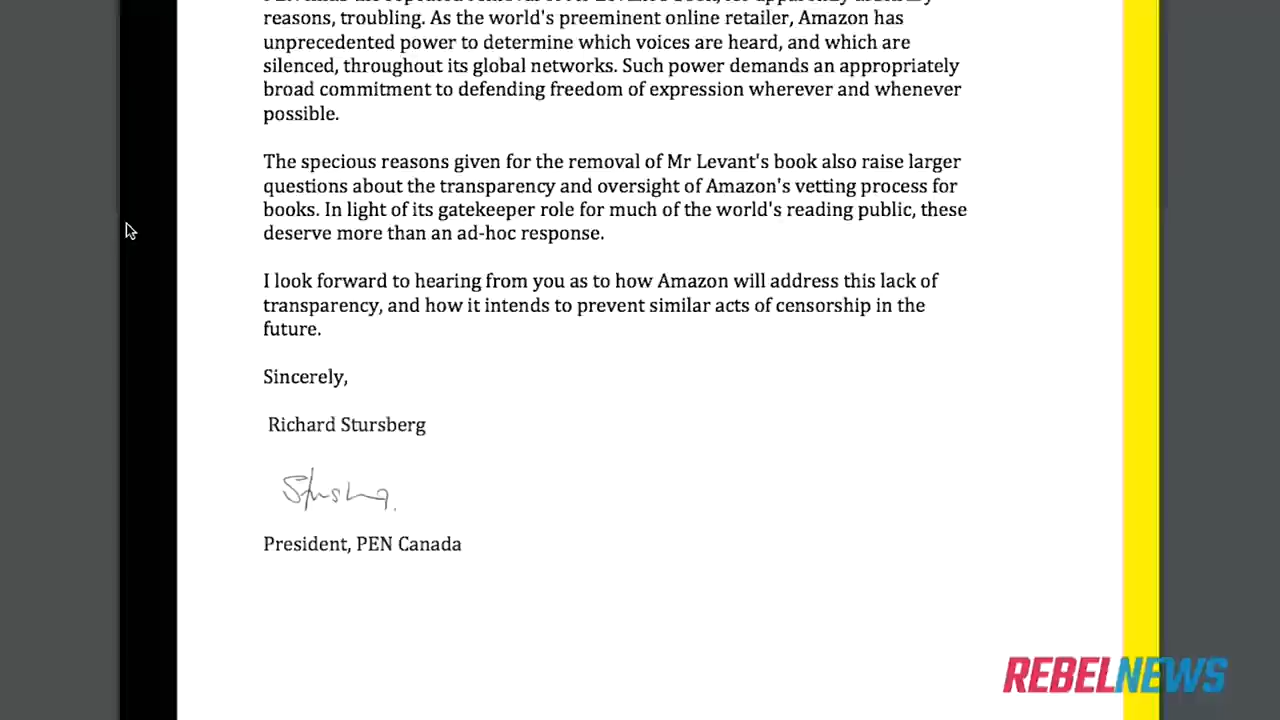 reasons, troubling. As the world's preeminent online retailer, Amazon has
unprecedented power to determine which voices are heard, and which are
silenced, throughout its global networks. Such power demands an appropriately
broad commitment to defending freedom of expression wherever and whenever
possible.
The specious reasons given for the removal of Mr Levant's book also raise larger
questions about the transparency and oversight of Amazon's vetting process for
books. In light of its gatekeeper role for much of the world's reading public, these
deserve more than an ad-hoc response.
I look forward to hearing from you as to how Amazon will address this lack of
transparency, and how it intends to prevent similar acts of censorship in the
future.
Sincerely,
Richard Stursberg
President, PEN Canada
REBELNEWS